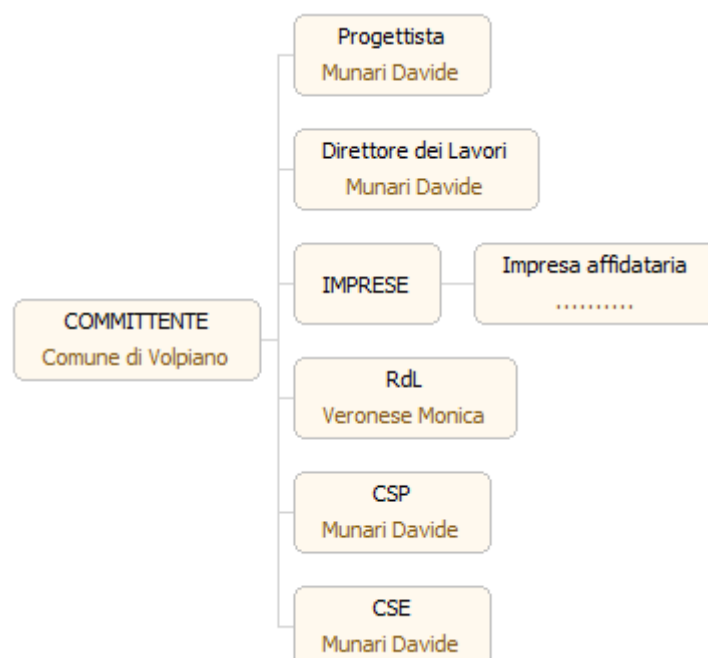 Progettista
Munari Davide
Direttore dei Lavori
Munari Davide
IMPRESE
Impresa affidataria
..........
COMMITTENTE
Comune di Volpiano
RdL
Veronese Monica
CSP
Munari Davide
CSE
Munari Davide